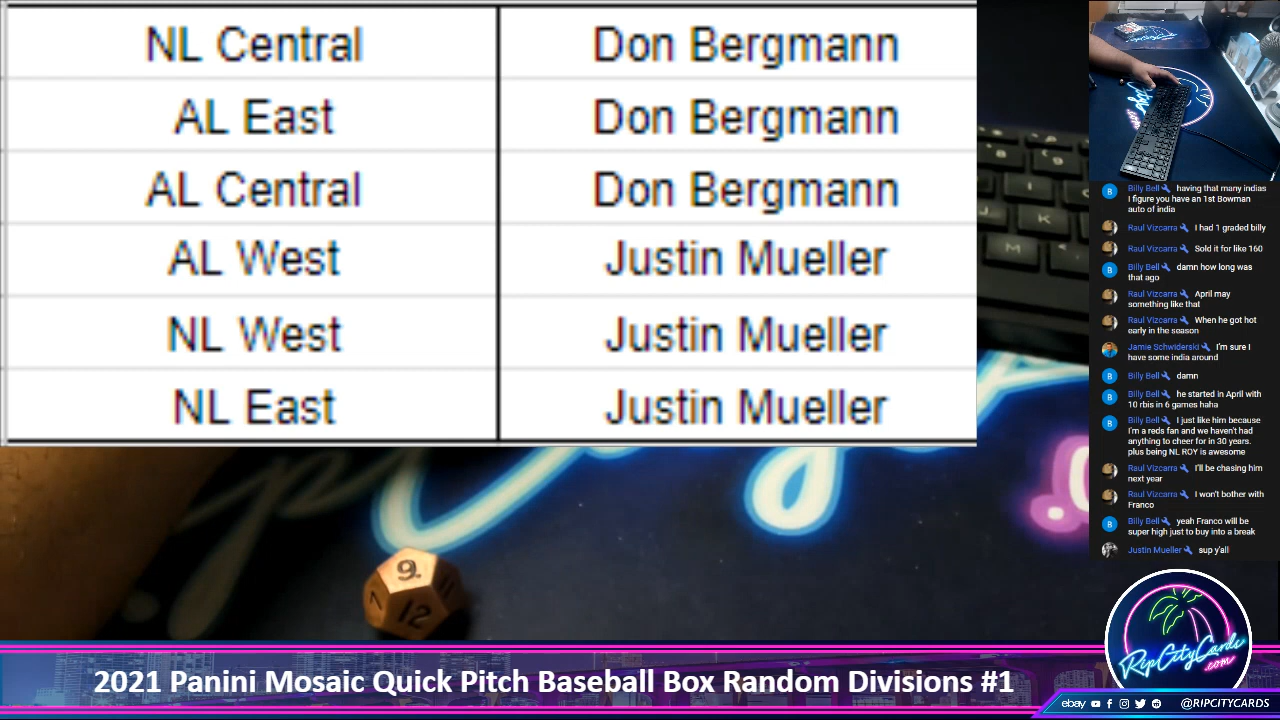 NL Central Don Bergmann
AL East Don Bergmann
AL Central Don Bergmann
AL West Justin Mueller
NL West Justin Mueller
NL East Justin Mueller
B Billy Bell having that many indias
I figure you have an 1st Bowman
auto of india
Raul Vizcarra I had 1 graded billy
Raul Vizcarra Sold it for like 160
B Billy Bell damn how long was
that ago
Raul Vizcarra April may
something like that
Raul Vizcarra When he got hot
early in the season
Jamie Schwiderski I'm sure I
have some india around
B Billy Bell damn
B Billy Bell he started in April with
10 rbis in 6 games haha
B Billy Bell I just like him because
I'm a reds fan and we haven't had
anything to cheer for in 30 years.
plus being NL ROY is awesome
Raul Vizcarra I'll be chasing him
next year
Raul Vizcarra I won't bother with
Franco
B Billy Bell yeah Franco will be
super high just to buy into a break
Justin Mueller sup y'all
I
K
M
9.
12
RipCityCards
.com
2021 Panini Mosaic Quick Pitch Baseball Box Random Divisions #1
ebay @RIPCITYCARDS